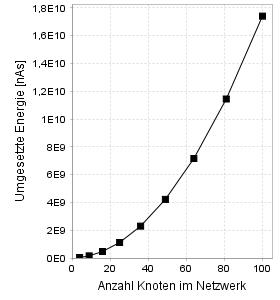 1,8E10
1,6E10
1,4E10
1,2E10
1E10
8E9
6E9
4E9
2E9
0E0
Umgesetzte Energie [nAs]
0 20 40 60 80 100
Anzahl Knoten im Netzwerk